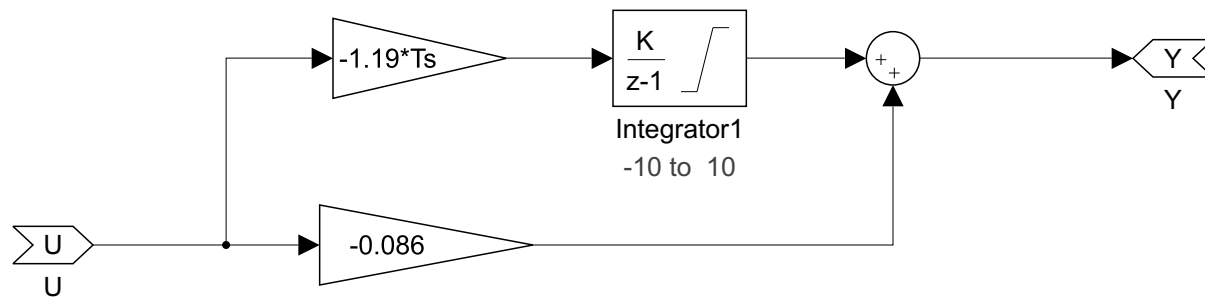 -1.19*Ts
K
z-1
Integrator1
-10 to  10
+
+
Y
Y
-0.086
U
U